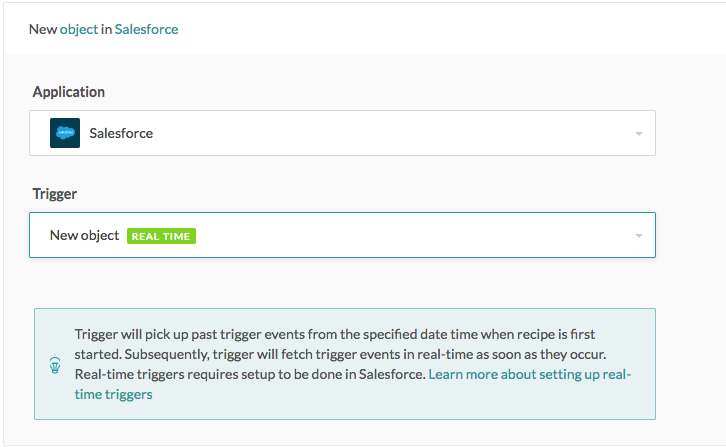 New object in Salesforce
Application
Salesforce
Trigger
New object REAL TIME
Trigger will pick up past trigger events from the specified date time when recipe is first
started. Subsequently, trigger will fetch trigger events in real-time as soon as they occur.
Real-time triggers requires setup to be done in Salesforce. Learn more about setting up real-
time triggers